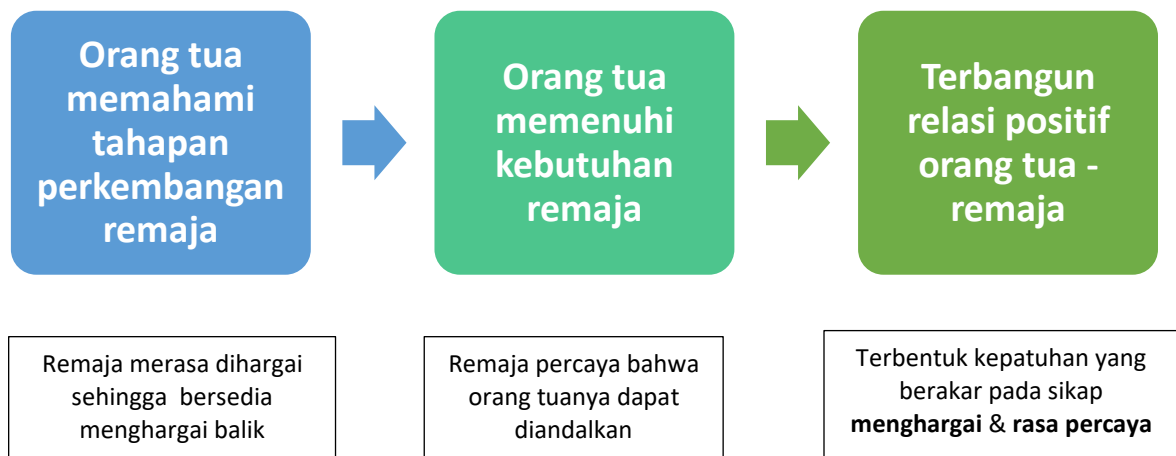 Orang tua
memahami
tahapan
perkembangan
remaja
Orang tua
memenuhi
kebutuhan
remaja
Terbangun
relasi positif
orang tua -
remaja
Remaja merasa dihargai
sehingga bersedia
menghargai balik
Remaja percaya bahwa
orang tuanya dapat
diandalkan
Terbentuk kepatuhan yang
berakar pada sikap
menghargai & rasa percaya